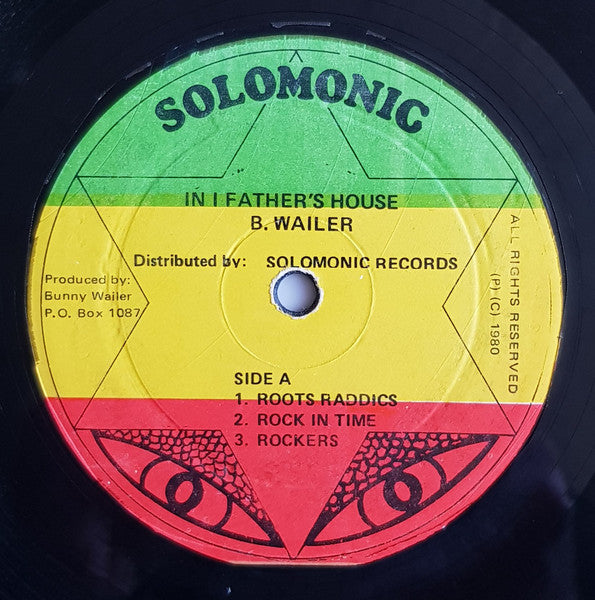 SOLOMONIC
IN I FATHER'S HOUSE
B. WAILER
Distributed by: SOLOMONIC RECORDS
Produced by:
Bunny Wailer
P.O. Box 1087
ALL RIGHTS RESERVED
(P) (C) 1980
SIDE A
1. ROOTS RADDICS
2. ROCK IN TIME
3. ROCKERS